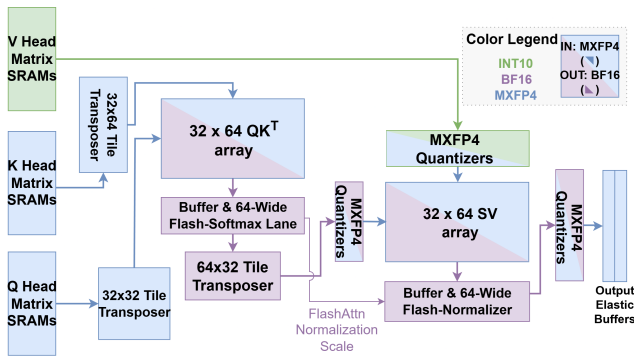 V Head
Matrix
SRAMs
K Head
Matrix
SRAMs
Q Head
Matrix
SRAMs
32x64 Tile
Transposer
32x32 Tile
Transposer
32 x 64 QKᵀ
array
Buffer & 64-Wide
Flash-Softmax Lane
64x32 Tile
Transposer
MXFP4
Quantizers
FlashAttn
Normalization
Scale
MXFP4
Quantizers
32 x 64 SV
array
Buffer & 64-Wide
Flash-Normalizer
MXFP4
Quantizers
Output
Elastic
Buffers
Color Legend
INT10
BF16
MXFP4
IN: MXFP4
( )
OUT: BF16
( )